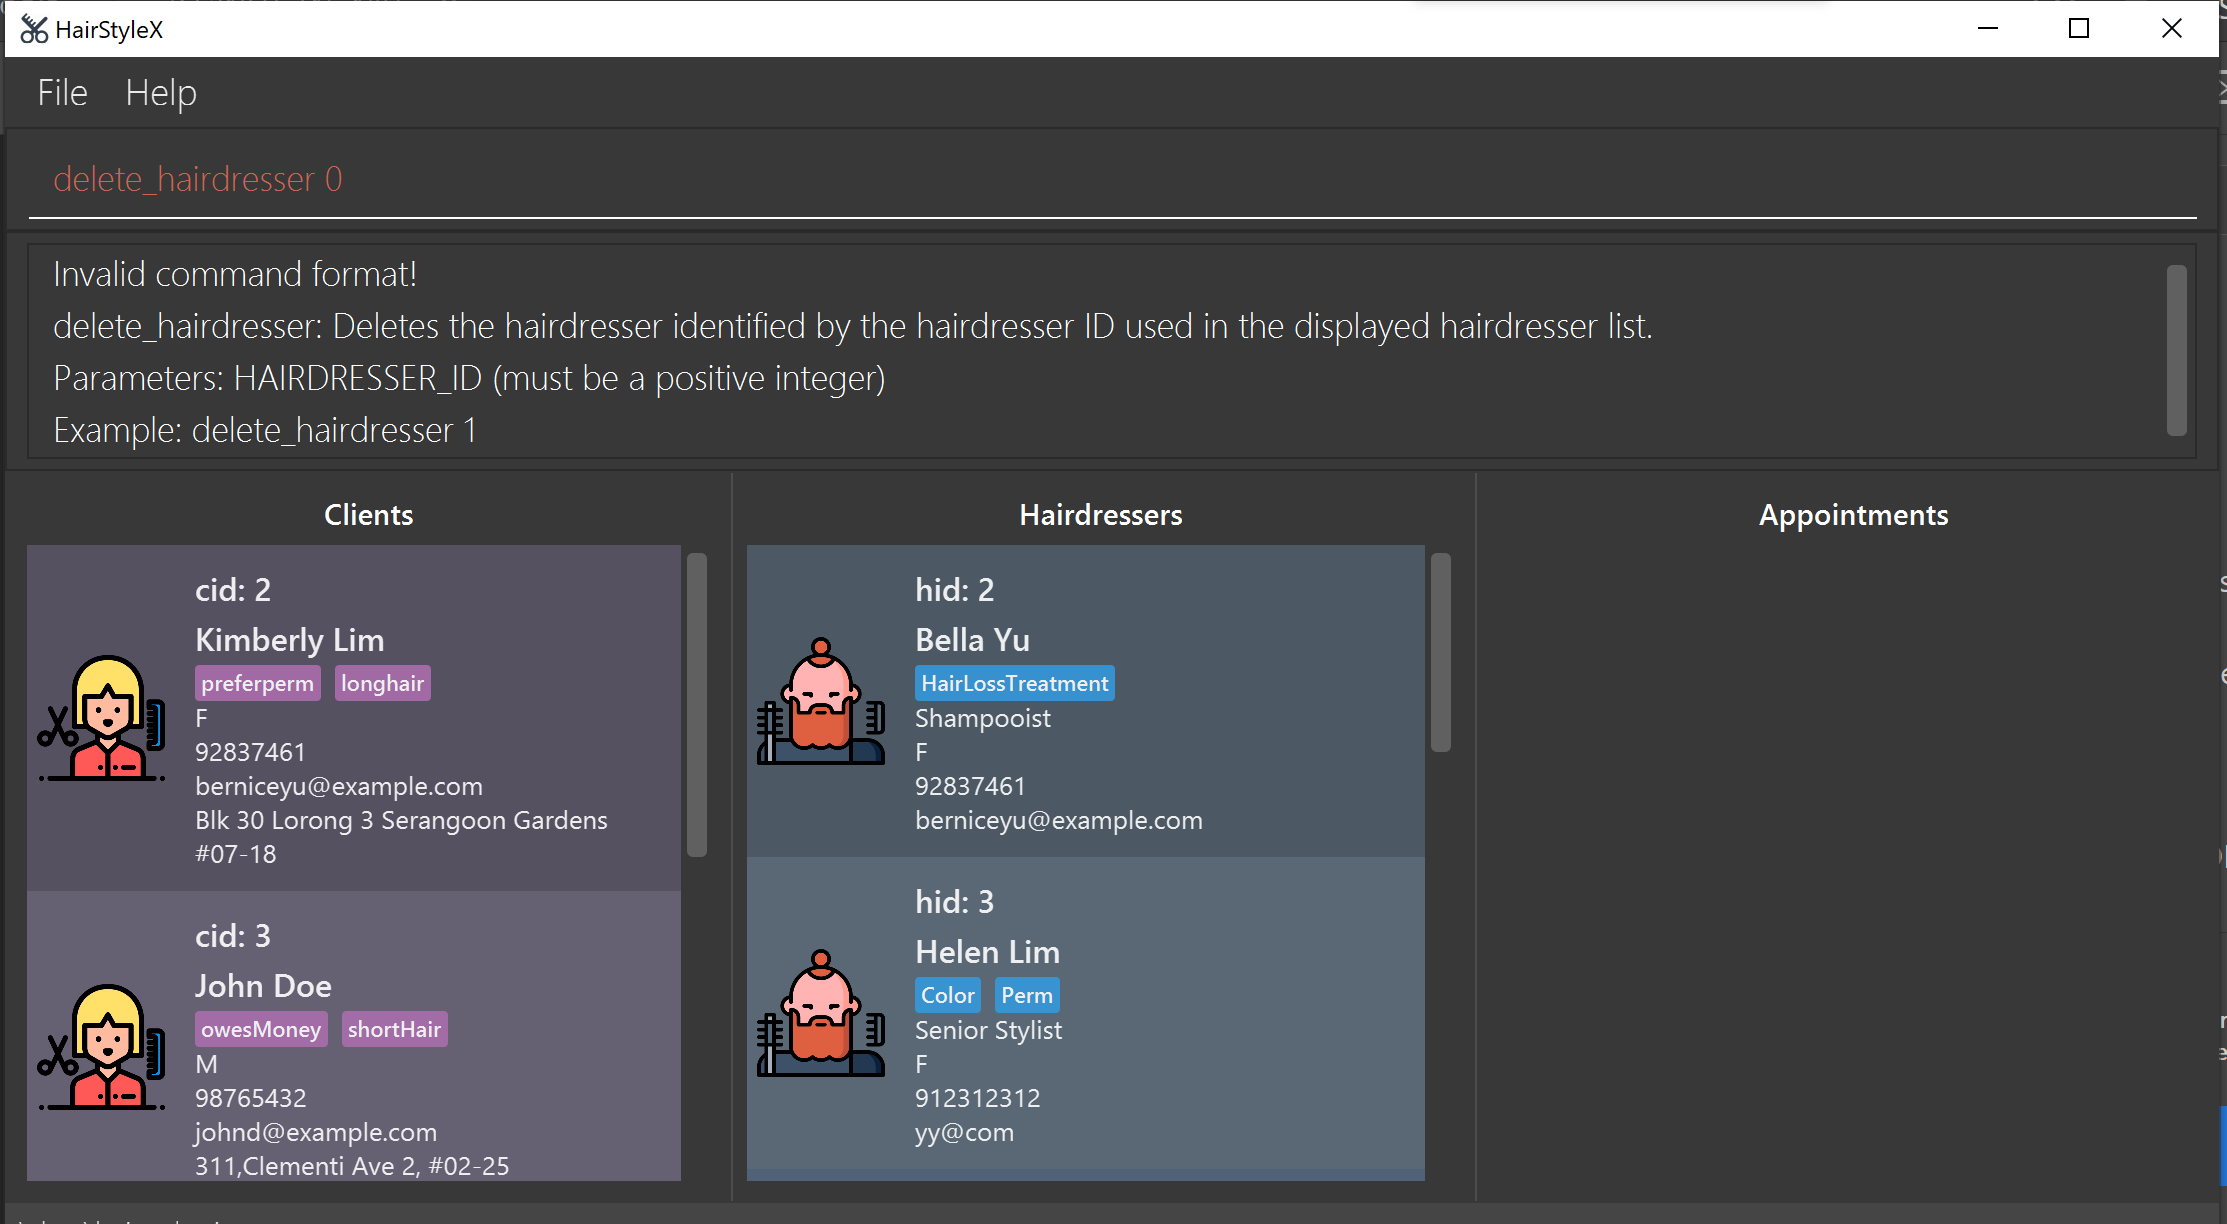 HairStyleX
File Help
delete_hairdresser 0
Invalid command format!
delete_hairdresser: Deletes the hairdresser identified by the hairdresser ID used in the displayed hairdresser list.
Parameters: HAIRDRESSER_ID (must be a positive integer)
Example: delete_hairdresser 1
Clients
cid: 2
Kimberly Lim
preferperm longhair
F
92837461
berniceyu@example.com
Blk 30 Lorong 3 Serangoon Gardens
#07-18
cid: 3
John Doe
owesMoney shortHair
M
98765432
johnd@example.com
311,Clementi Ave 2, #02-25
Hairdressers
hid: 2
Bella Yu
HairLossTreatment
Shampooist
F
92837461
berniceyu@example.com
hid: 3
Helen Lim
Color Perm
Senior Stylist
F
912312312
yy@com
Appointments